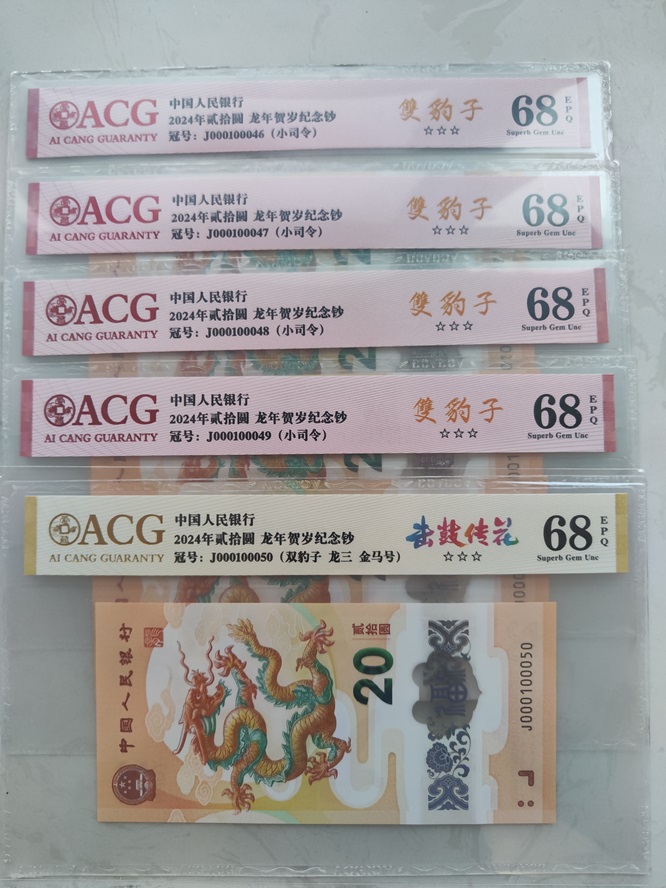 ACG
AI CANG GUARANTY
中国人民银行
2024年贰拾圆 龙年贺岁纪念钞
冠号：J000100046（小司令）
雙豹子
☆☆☆
68
EPQ
Superb Gem Unc
ACG
AI CANG GUARANTY
中国人民银行
2024年贰拾圆 龙年贺岁纪念钞
冠号：J000100047（小司令）
雙豹子
☆☆☆
68
EPQ
Superb Gem Unc
ACG
AI CANG GUARANTY
中国人民银行
2024年贰拾圆 龙年贺岁纪念钞
冠号：J000100048（小司令）
雙豹子
☆☆☆
68
EPQ
Superb Gem Unc
ACG
AI CANG GUARANTY
中国人民银行
2024年贰拾圆 龙年贺岁纪念钞
冠号：J000100049（小司令）
雙豹子
☆☆☆
68
EPQ
Superb Gem Unc
ACG
AI CANG GUARANTY
中国人民银行
2024年贰拾圆 龙年贺岁纪念钞
冠号：J000100050（双豹子 龙三 金马号）
击鼓传花
☆☆☆
68
EPQ
Superb Gem Unc
中国人民银行
贰拾圆
20
J000100050